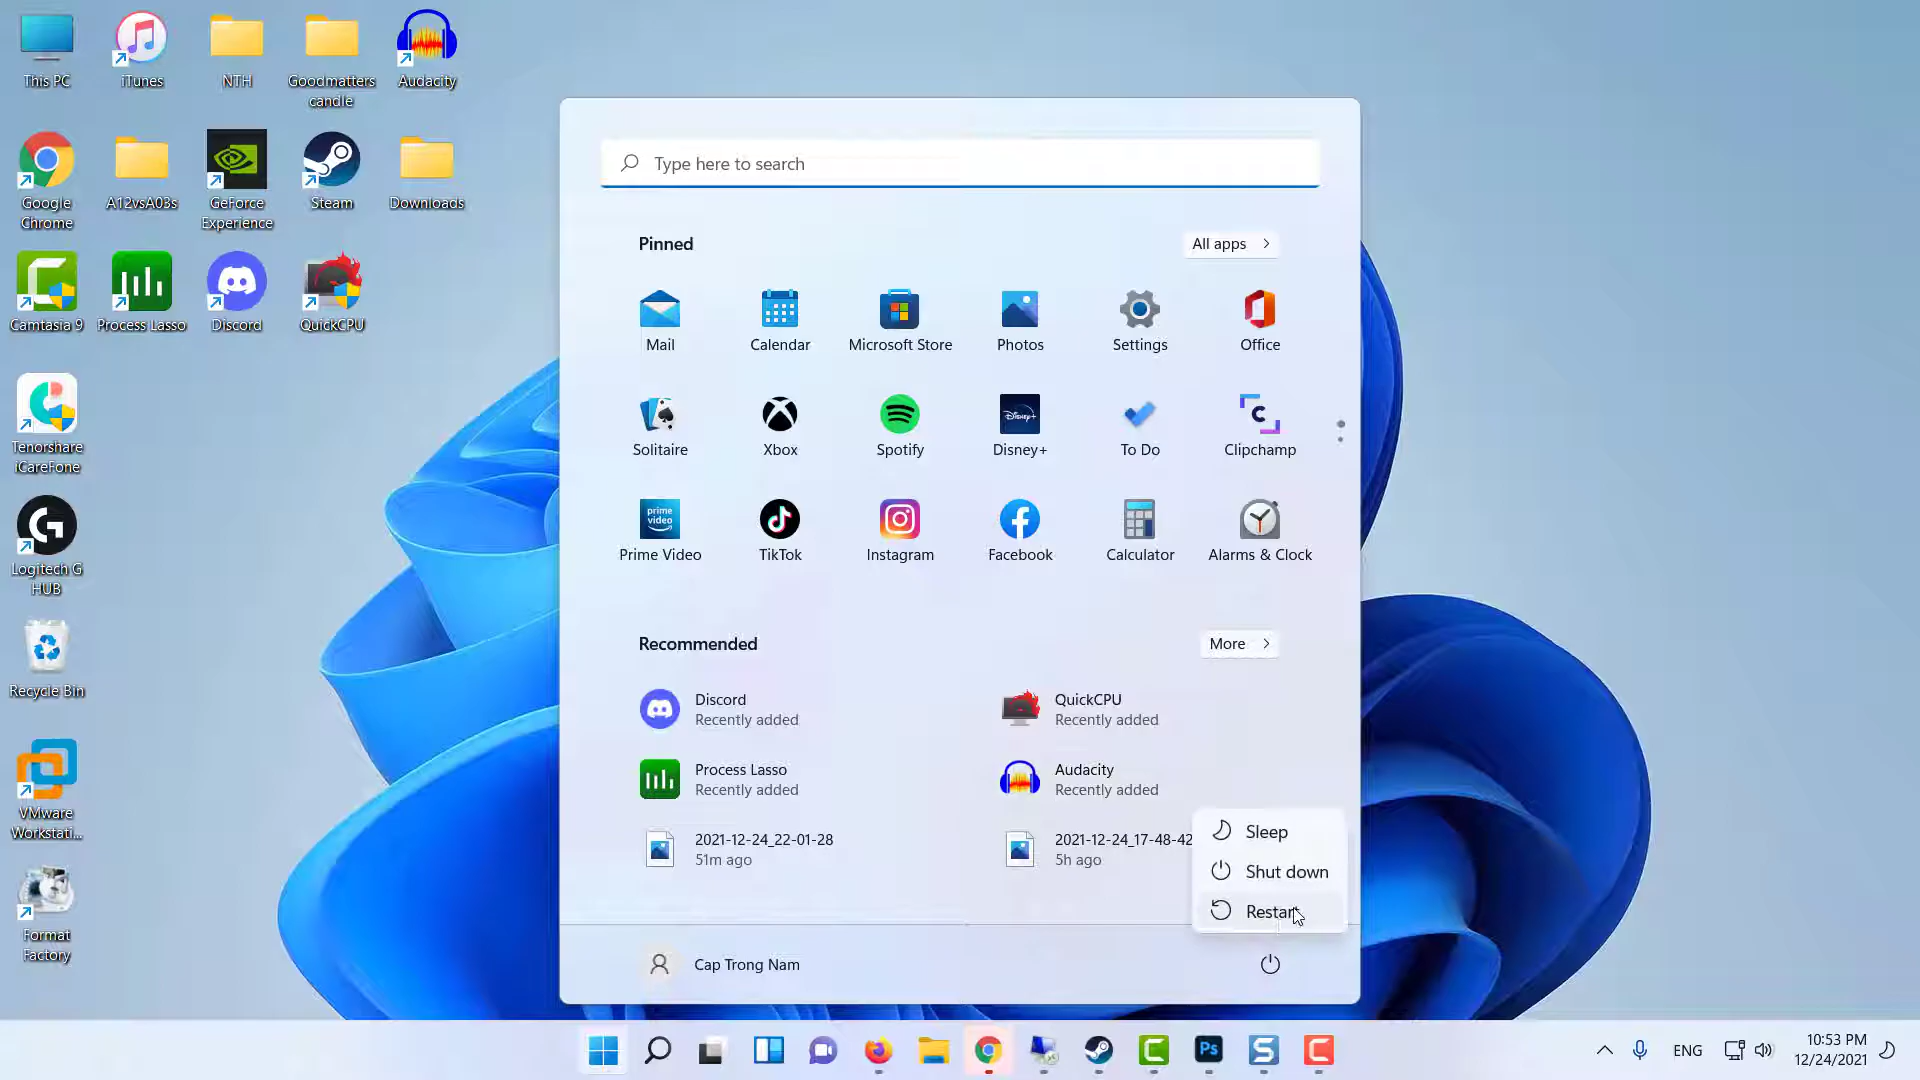 This PC
iTunes
NTH
Goodmatters
candle
Audacity
Google
Chrome
A12vsA03s
GeForce
Experience
Steam
Downloads
Camtasia 9
Process Lasso
Discord
QuickCPU
Tenorshare
iCareFone
Logitech G
HUB
Recycle Bin
VMware
Workstati...
Format
Factory
Type here to search
Pinned
All apps
Mail
Calendar
Microsoft Store
Photos
Settings
Office
Solitaire
Xbox
Spotify
Disney+
Disney+
To Do
Clipchamp
prime
video
Prime Video
TikTok
Instagram
Facebook
Calculator
Alarms & Clock
Recommended
More
Discord
Recently added
QuickCPU
Recently added
Process Lasso
Recently added
Audacity
Recently added
2021-12-24_22-01-28
51m ago
2021-12-24_17-48-42
5h ago
Sleep
Shut down
Restart
Cap Trong Nam
Ps
ENG
10:53 PM
12/24/2021